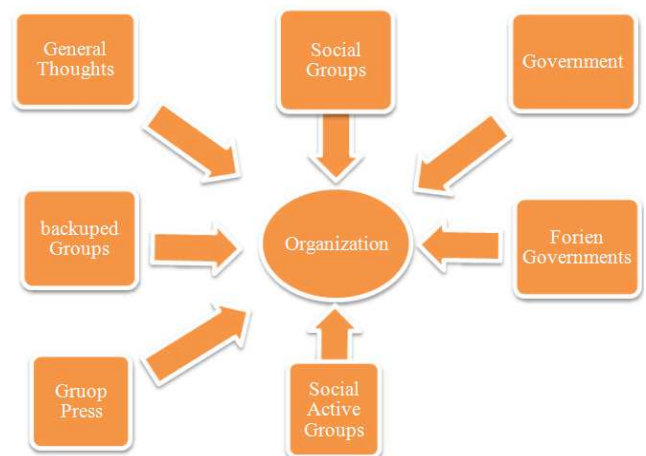 General
Thoughts
Social
Groups
Government
backuped
Groups
Organization
Forien
Governments
Gruop
Press
Social
Active
Groups